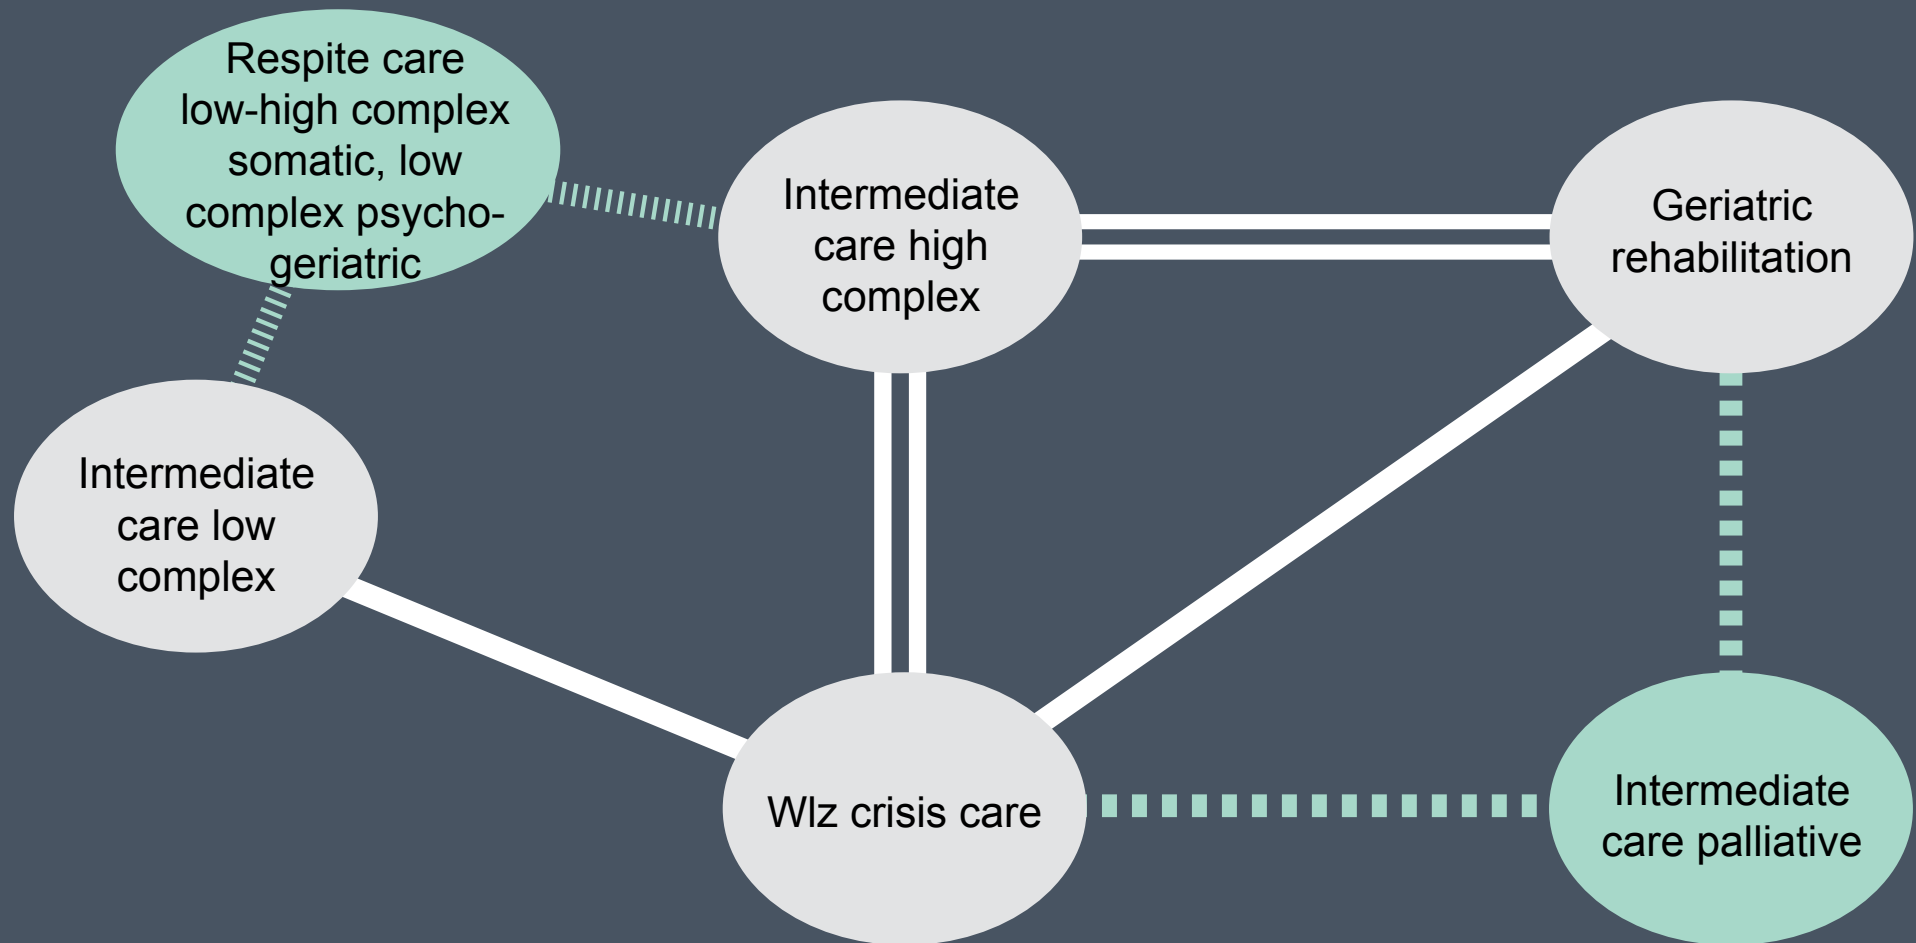 Respite care
low-high complex
somatic, low
complex psycho-
geriatric
Intermediate
care high
complex
Geriatric
rehabilitation
Intermediate
care low
complex
Wlz crisis care
Intermediate
care palliative